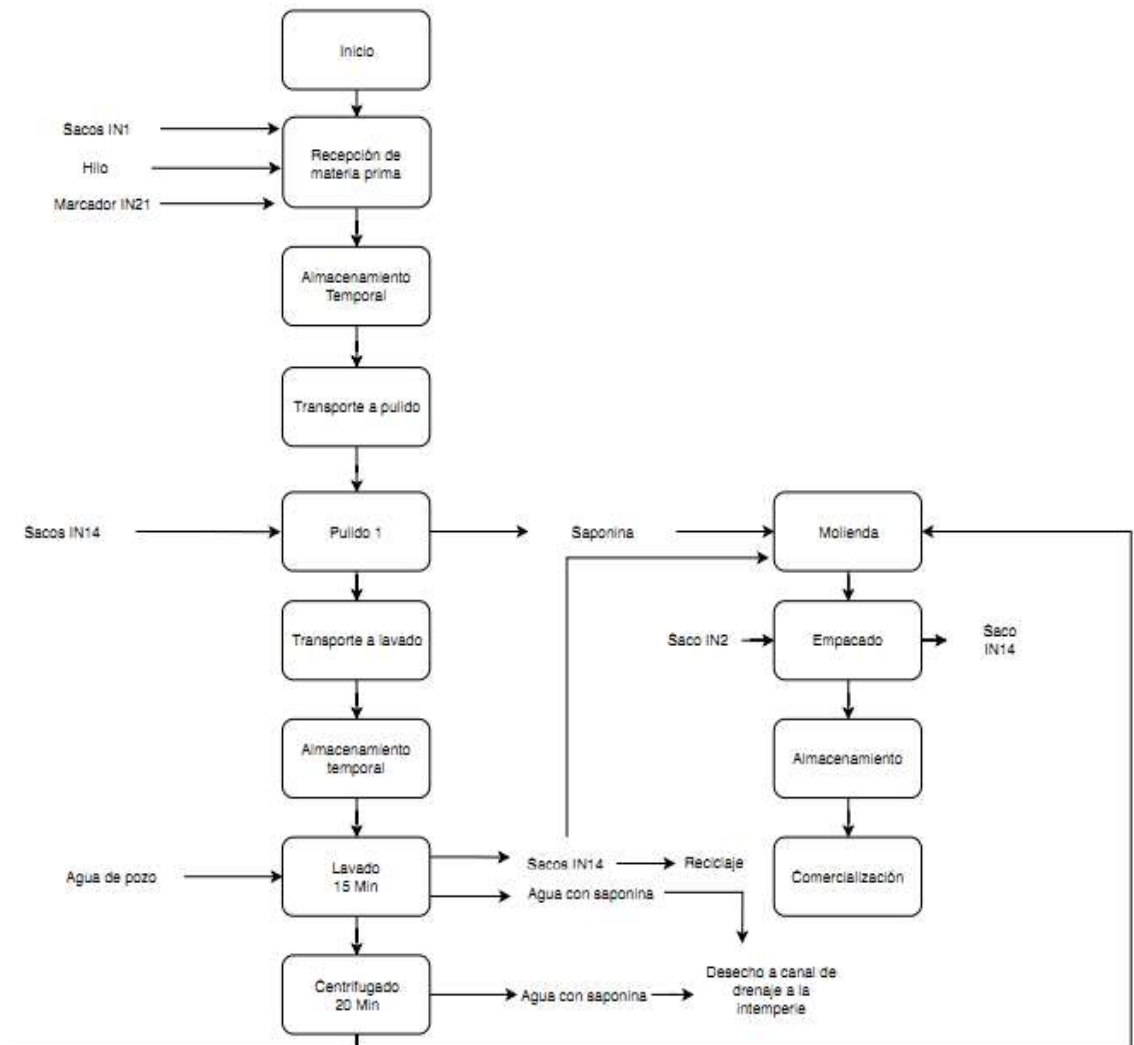 Inicio
Sacos IN1
Hilo
Marcador IN21
Recepción de
materia prima
Almacenamiento
Temporal
Transporte a pulido
Sacos IN14
Pulido 1
Saponina
Molienda
Transporte a lavado
Saco IN2
Empacado
Saco
IN14
Almacenamiento
temporal
Almacenamiento
Agua de pozo
Lavado
15 Min
Sacos IN14
Reciclaje
Agua con saponina
Comercialización
Centrifugado
20 Min
Agua con saponina
Desecho a canal de
drenaje a la
intemperie